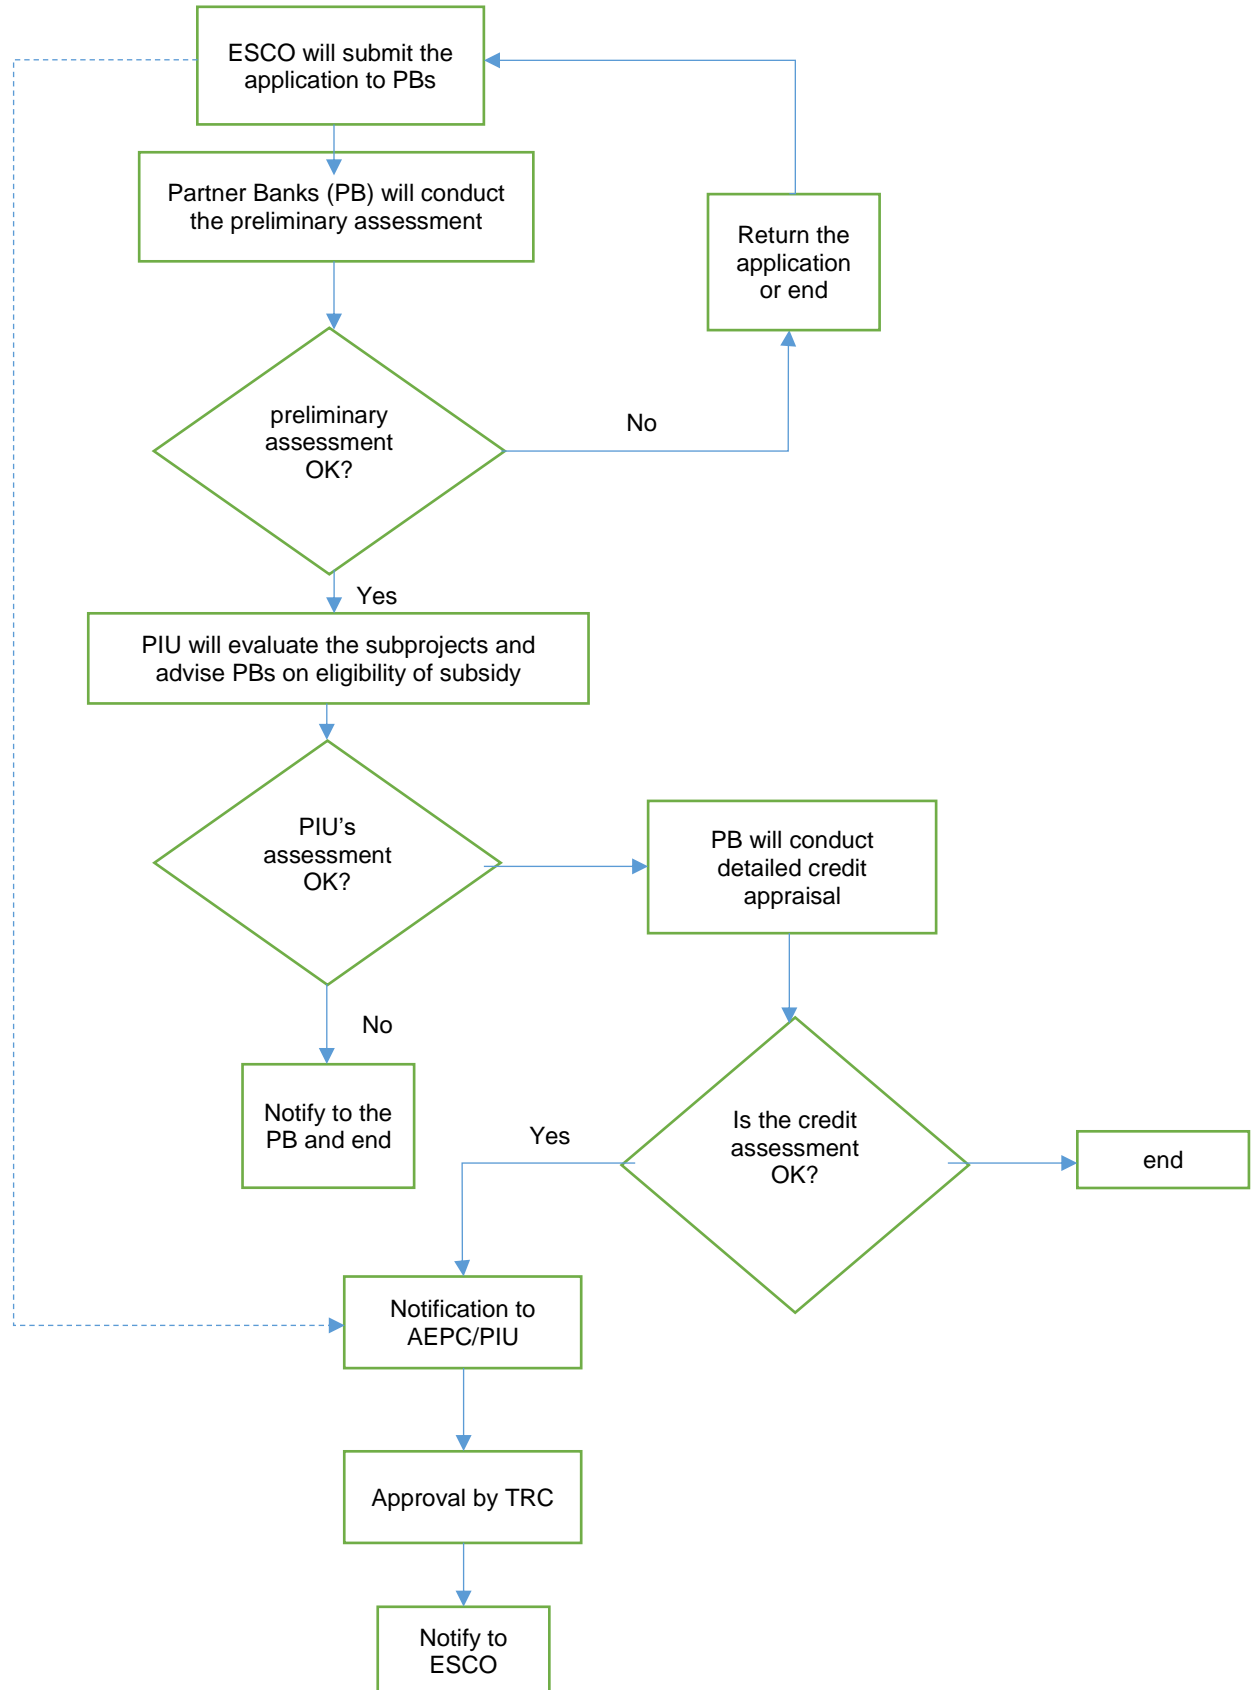 ESCO will submit the
application to PBs
Partner Banks (PB) will conduct
the preliminary assessment
Return the
application
or end
preliminary
assessment
OK?
No
Yes
PIU will evaluate the subprojects and
advise PBs on eligibility of subsidy
PIU’s
assessment
OK?
PB will conduct
detailed credit
appraisal
No
Notify to the
PB and end
Yes
Is the credit
assessment
OK?
end
Notification to
AEPC/PIU
Approval by TRC
Notify to
ESCO